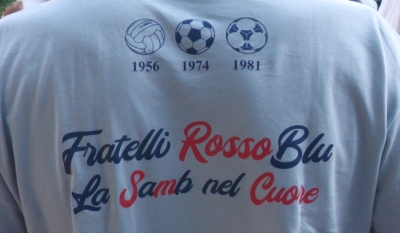 1956 1974 1981
Fratelli RossoBlu
La Samb nel Cuore